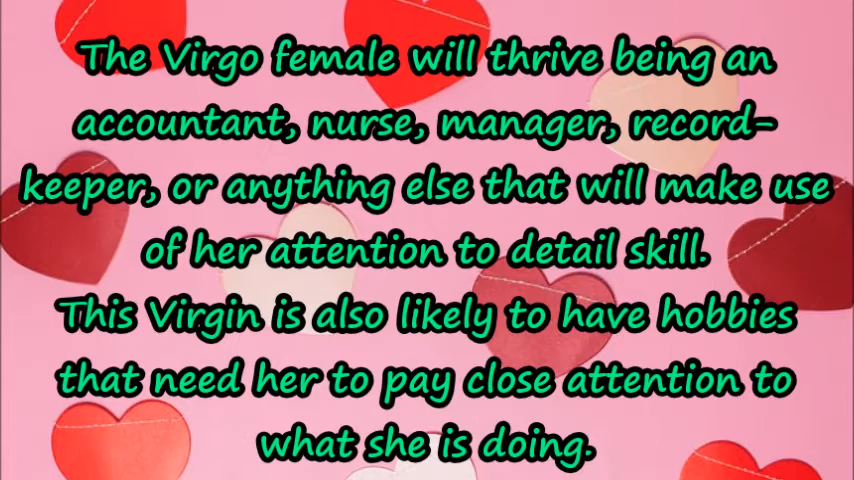 The Virgo female will thrive being an
accountant, nurse, manager, record-
keeper, or anything else that will make use
of her attention to detail skill.
This Virgin is also likely to have hobbies
that need her to pay close attention to
what she is doing.